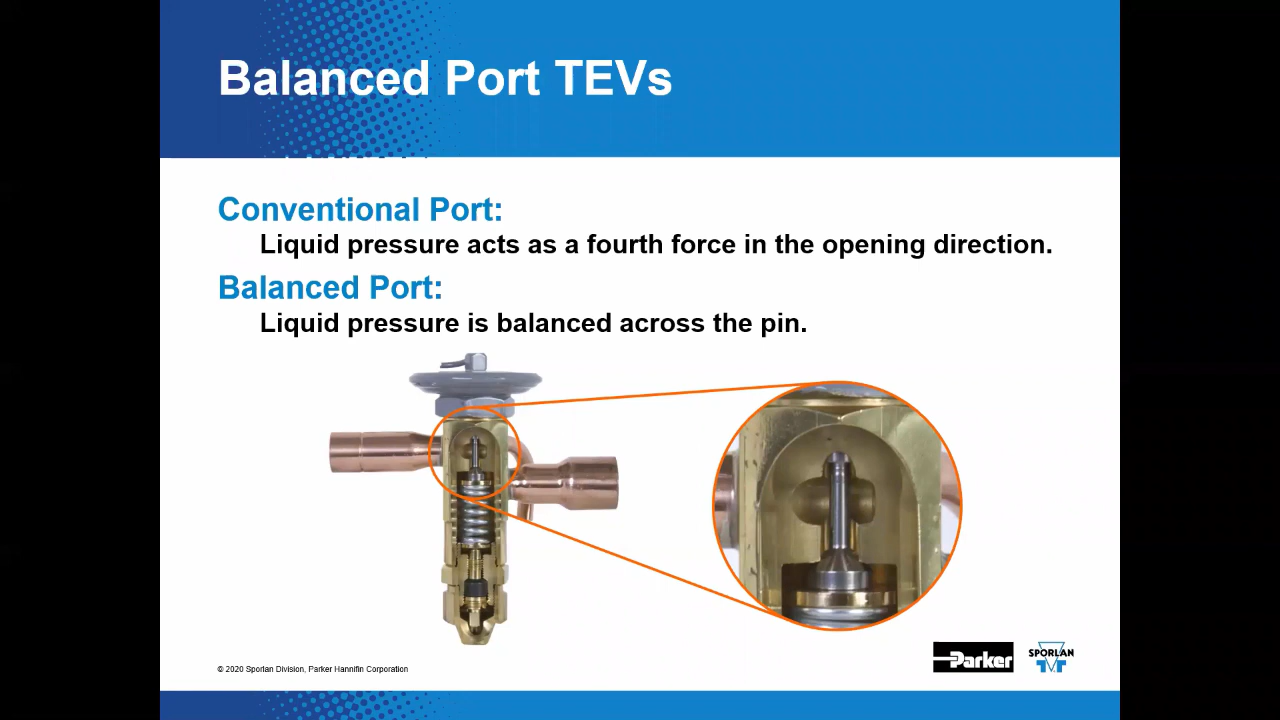 Balanced Port TEVs
Conventional Port:
Liquid pressure acts as a fourth force in the opening direction.
Balanced Port:
Liquid pressure is balanced across the pin.
Parker
SPORLAN
© 2020 Sporlan Division, Parker Hannifin Corporation